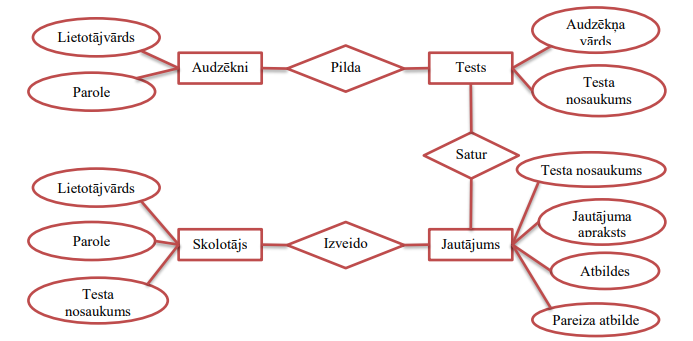 Lietotājvārds
Parole
Audzēkni
Pilda
Tests
Audzēkņa
vārds
Testa
nosaukums
Satur
Lietotājvārds
Parole
Testa
nosaukums
Skolotājs
Izveido
Jautājums
Testa nosaukums
Jautājuma
apraksts
Atbildes
Pareiza atbilde